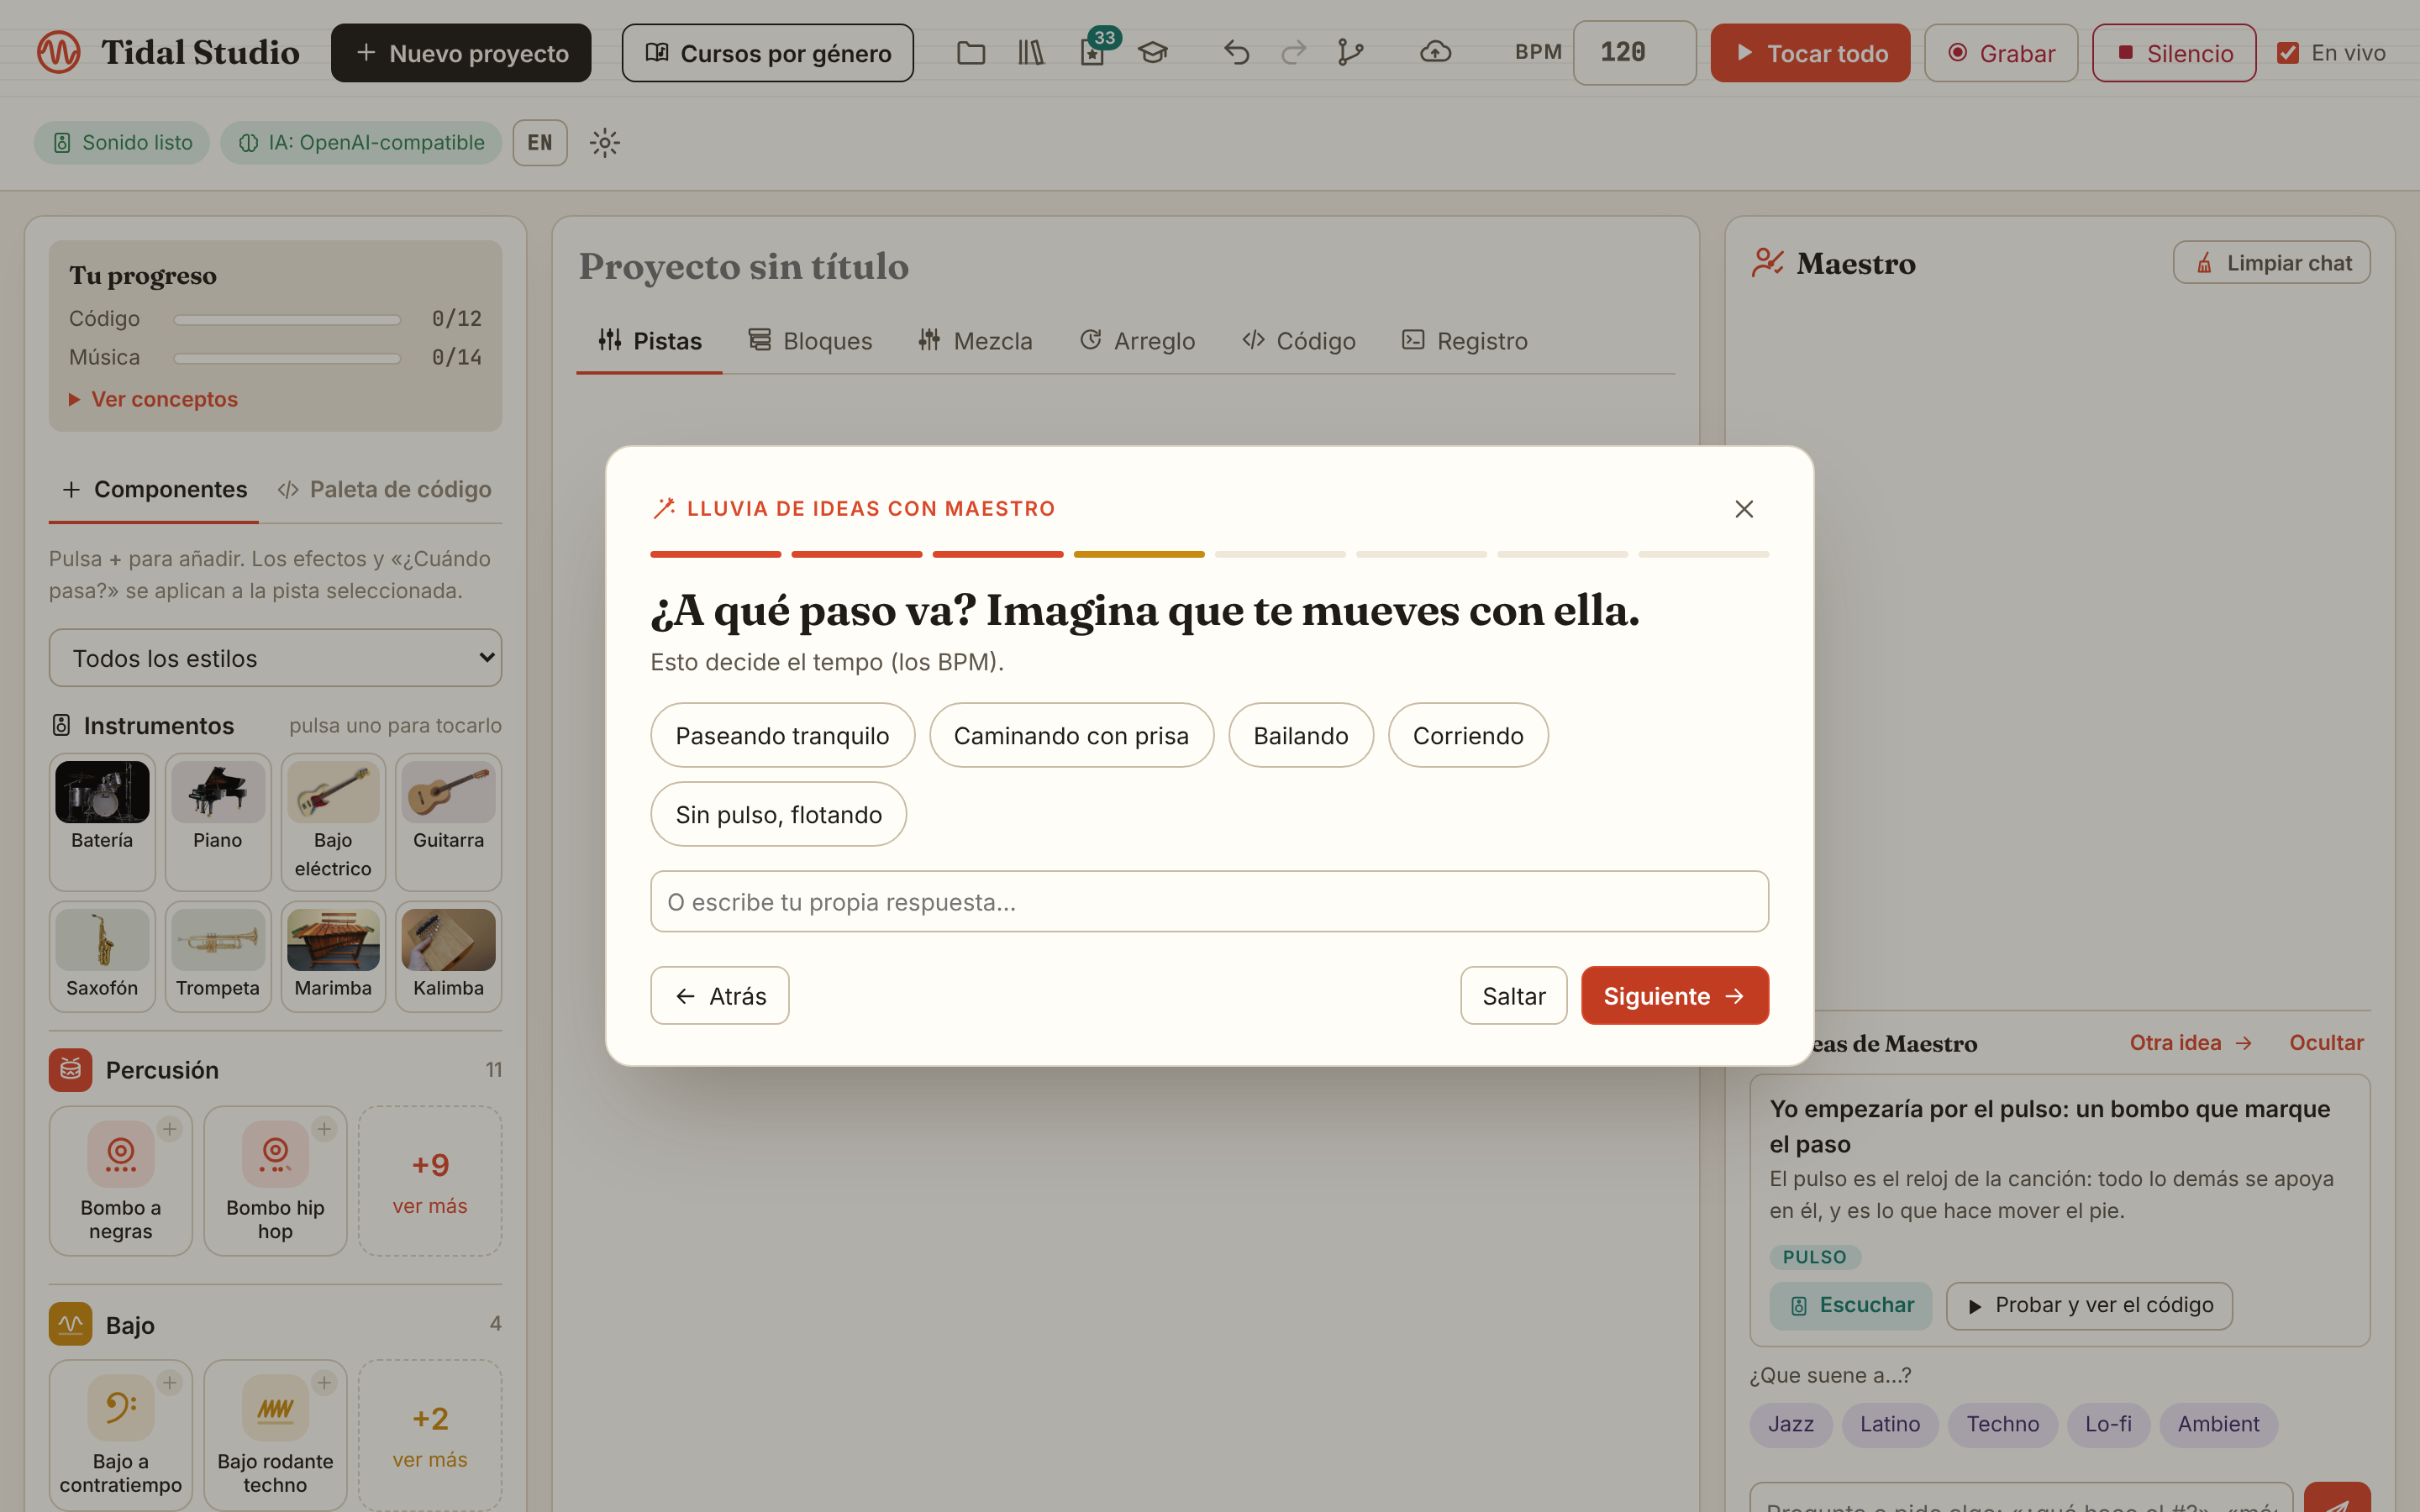 Tidal Studio
Nuevo proyecto
Cursos por género
33
BPM
120
Tocar todo
Grabar
Silencio
En vivo
Sonido listo
IA: OpenAI-compatible
EN
Tu progreso
Código 0/12
Música 0/14
Ver conceptos
Componentes
Paleta de código
Pulsa + para añadir. Los efectos y «¿Cuándo
pasa?» se aplican a la pista seleccionada.
Todos los estilos
Instrumentos
pulsa uno para tocarlo
Batería
Piano
Bajo
eléctrico
Guitarra
Saxofón
Trompeta
Marimba
Kalimba
Percusión
11
Bombo a
negras
Bombo hip
hop
+9
ver más
Bajo
4
Bajo a
contratiempo
Bajo rodante
techno
+2
ver más
Proyecto sin título
Pistas
Bloques
Mezcla
Arreglo
Código
Registro
LLUVIA DE IDEAS CON MAESTRO
¿A qué paso va? Imagina que te mueves con ella.
Esto decide el tempo (los BPM).
Paseando tranquilo
Caminando con prisa
Bailando
Corriendo
Sin pulso, flotando
O escribe tu propia respuesta...
Atrás
Saltar
Siguiente
Maestro
Limpiar chat
eas de Maestro
Otra idea
Ocultar
Yo empezaría por el pulso: un bombo que marque
el paso
El pulso es el reloj de la canción: todo lo demás se apoya
en él, y es lo que hace mover el pie.
PULSO
Escuchar
Probar y ver el código
¿Que suene a...?
Jazz
Latino
Techno
Lo-fi
Ambient